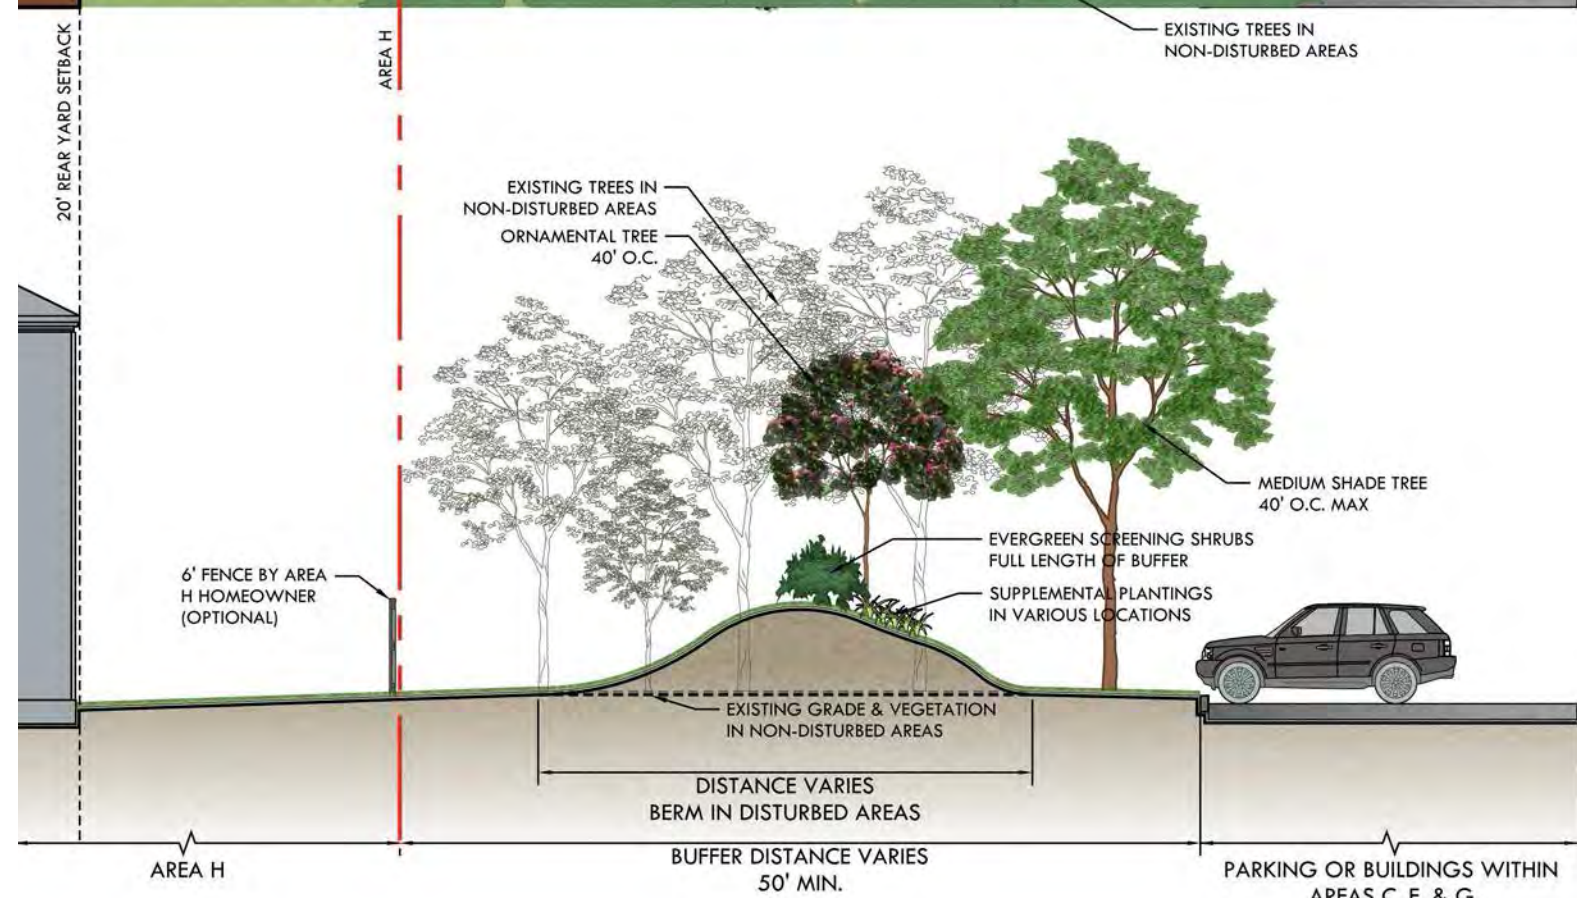 EXISTING TREES IN
NON-DISTURBED AREAS
20' REAR YARD SETBACK
AREA H
EXISTING TREES IN
NON-DISTURBED AREAS
ORNAMENTAL TREE
40' O.C.
MEDIUM SHADE TREE
40' O.C. MAX
EVERGREEN SCREENING SHRUBS
FULL LENGTH OF BUFFER
6' FENCE BY AREA
H HOMEOWNER
(OPTIONAL)
SUPPLEMENTAL PLANTINGS
IN VARIOUS LOCATIONS
EXISTING GRADE & VEGETATION
IN NON-DISTURBED AREAS
DISTANCE VARIES
BERM IN DISTURBED AREAS
AREA H
BUFFER DISTANCE VARIES
50' MIN.
PARKING OR BUILDINGS WITHIN
AREAS C, E, & G